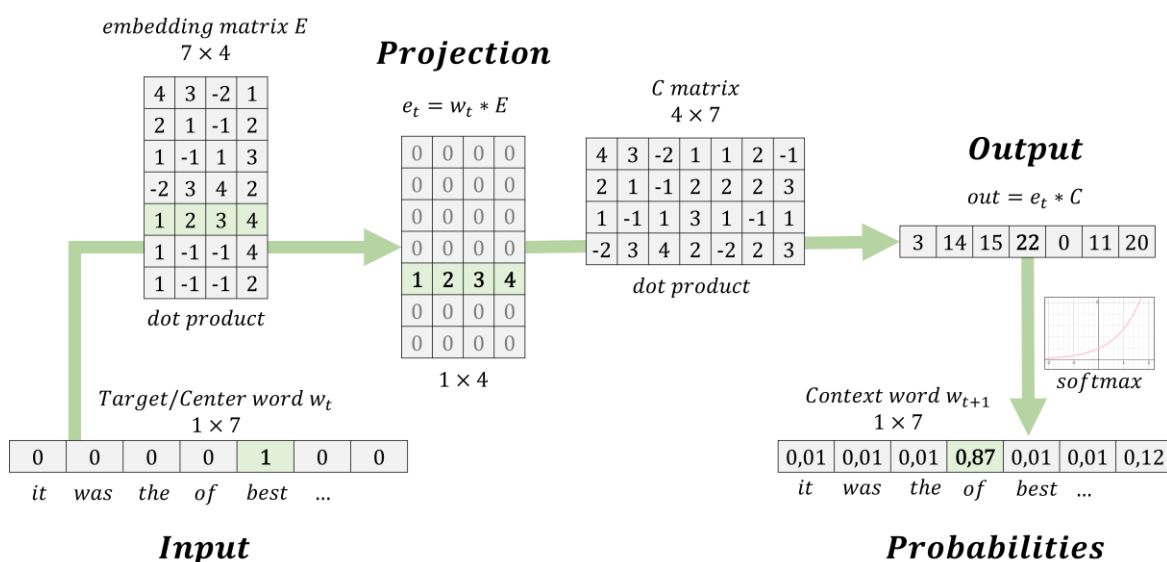 embedding matrix E
7 × 4
4 3 -2 1
2 1 -1 2
1 -1 1 3
-2 3 4 2
1 2 3 4
1 -1 -1 4
1 -1 -1 2
dot product
Projection
e_t = w_t * E
0 0 0 0
0 0 0 0
0 0 0 0
0 0 0 0
1 2 3 4
0 0 0 0
0 0 0 0
1 × 4
C matrix
4 × 7
4 3 -2 1 1 2 -1
2 1 -1 2 2 2 3
1 -1 1 3 1 -1 1
-2 3 4 2 -2 2 3
dot product
Output
out = e_t * C
3 14 15 22 0 11 20
softmax
Target/Center word w_t
1 × 7
0 0 0 0 1 0 0
it was the of best ...
Input
Context word w_{t+1}
1 × 7
0,01 0,01 0,01 0,87 0,01 0,01 0,12
it was the of best ...
Probabilities